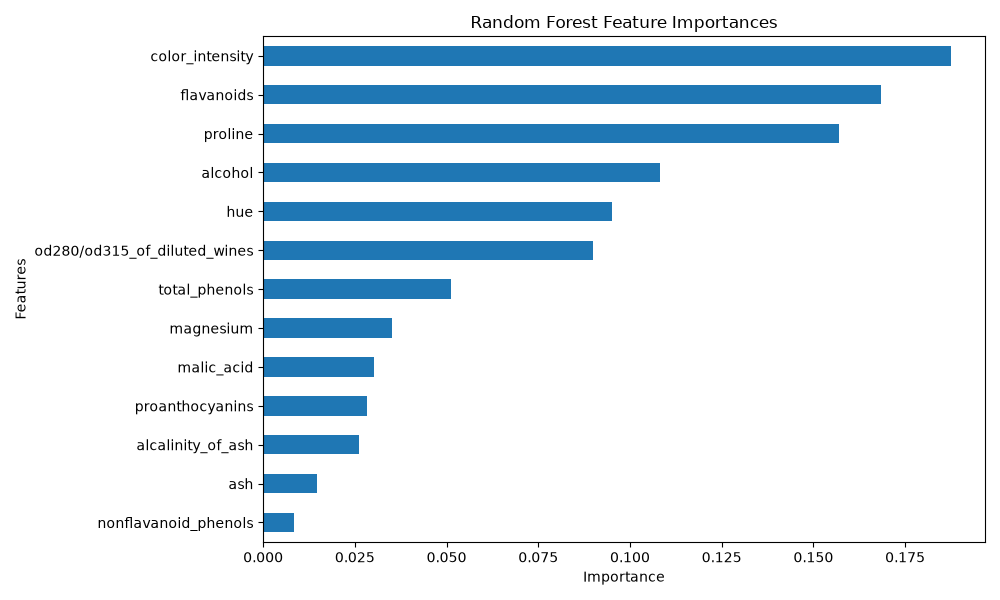 Random Forest Feature Importances
color_intensity
flavanoids
proline
alcohol
hue
od280/od315_of_diluted_wines
total_phenols
magnesium
malic_acid
proanthocyanins
alcalinity_of_ash
ash
nonflavanoid_phenols
Features
0.000 0.025 0.050 0.075 0.100 0.125 0.150 0.175
Importance